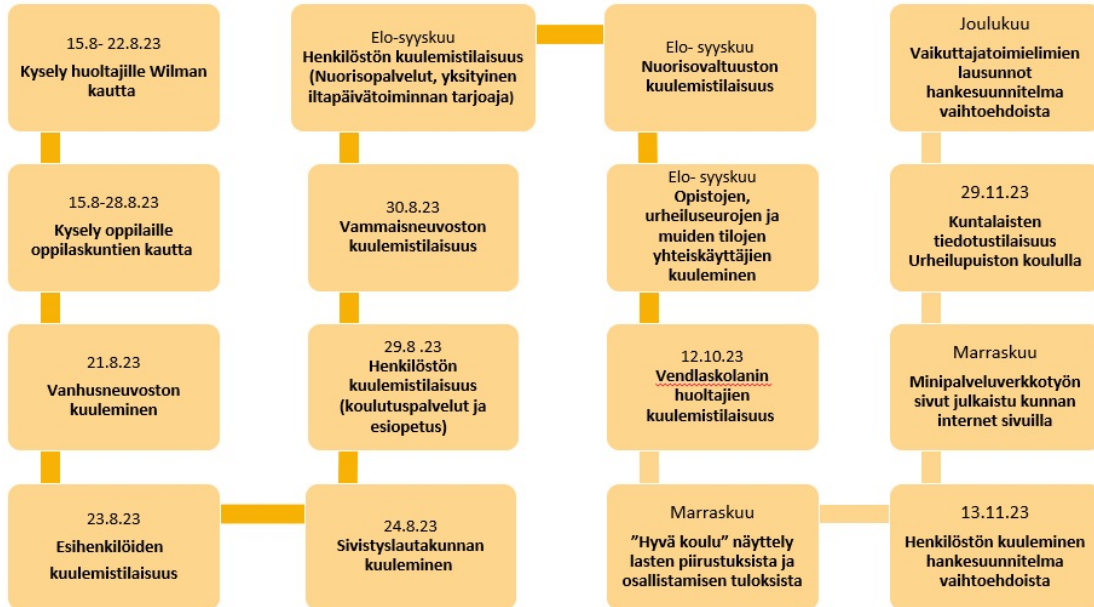 15.8- 22.8.23
Kysely huoltajille Wilman
kautta
15.8-28.8.23
Kysely oppilaille
oppilaskuntien kautta
21.8.23
Vanhusneuvoston
kuuleminen
23.8.23
Esihenkilöiden
kuulemistilaisuus
24.8.23
Sivistyslautakunnan
kuuleminen
29.8 .23
Henkilöstön
kuulemistilaisuus
(koulutuspalvelut ja
esiopetus)
30.8.23
Vammaisneuvoston
kuulemistilaisuus
Elo-syyskuu
Henkilöstön kuulemistilaisuus
(Nuorisopalvelut, yksityinen
iltapäivätoiminnan tarjoaja)
Elo- syyskuu
Nuorisovaltuuston
kuulemistilaisuus
Elo- syyskuu
Opistojen,
urheiluseurojen ja
muiden tilojen
yhteiskäyttäjien
kuuleminen
12.10.23
Vendlaskolanin
huoltajien
kuulemistilaisuus
Marraskuu
”Hyvä koulu” näyttely
lasten piirustuksista ja
osallistamisen tuloksista
13.11.23
Henkilöstön kuuleminen
hankesuunnitelma
vaihtoehdoista
Marraskuu
Minipalveluverkkotyön
sivut julkaistu kunnan
internet sivuilla
29.11.23
Kuntalaisten
tiedotustilaisuus
Urheilupuiston koululla
Joulukuu
Vaikuttajatoimielimien
lausunnot
hankesuunnitelma
vaihtoehdoista